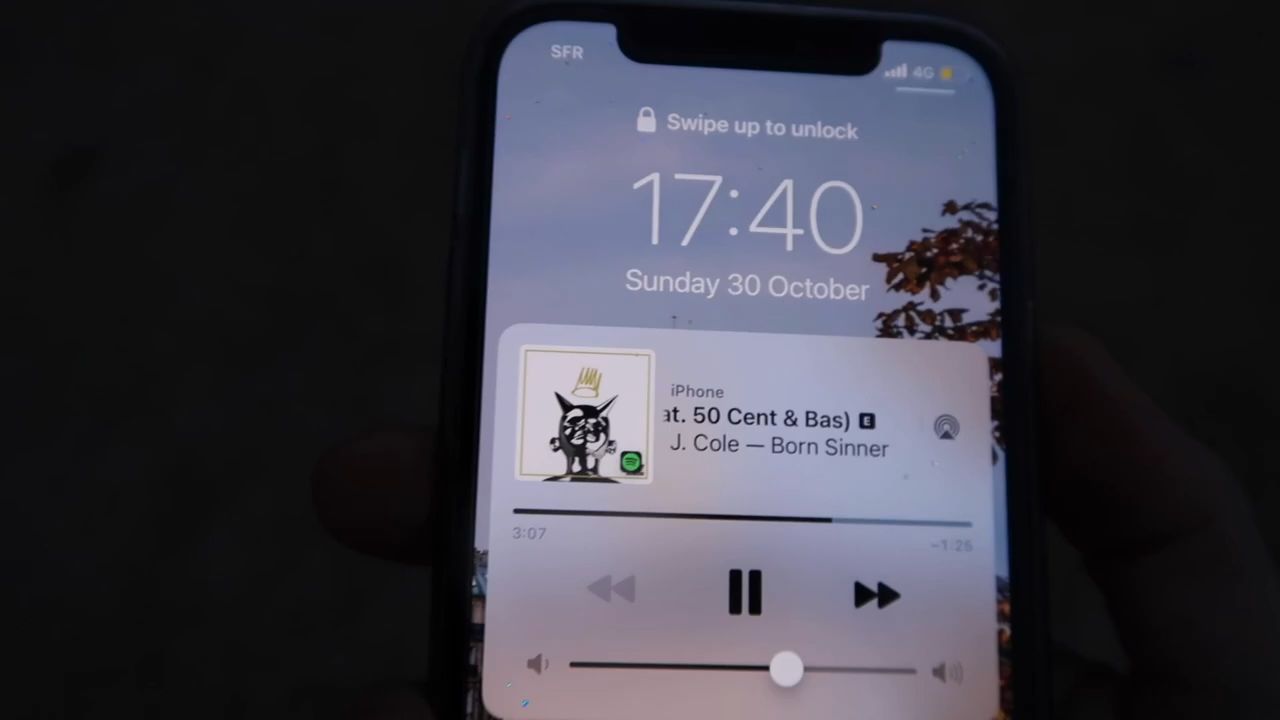 SFR
4G
Swipe up to unlock
17:40
Sunday 30 October
iPhone
at. 50 Cent & Bas) E
J. Cole — Born Sinner
3:07
-1:25